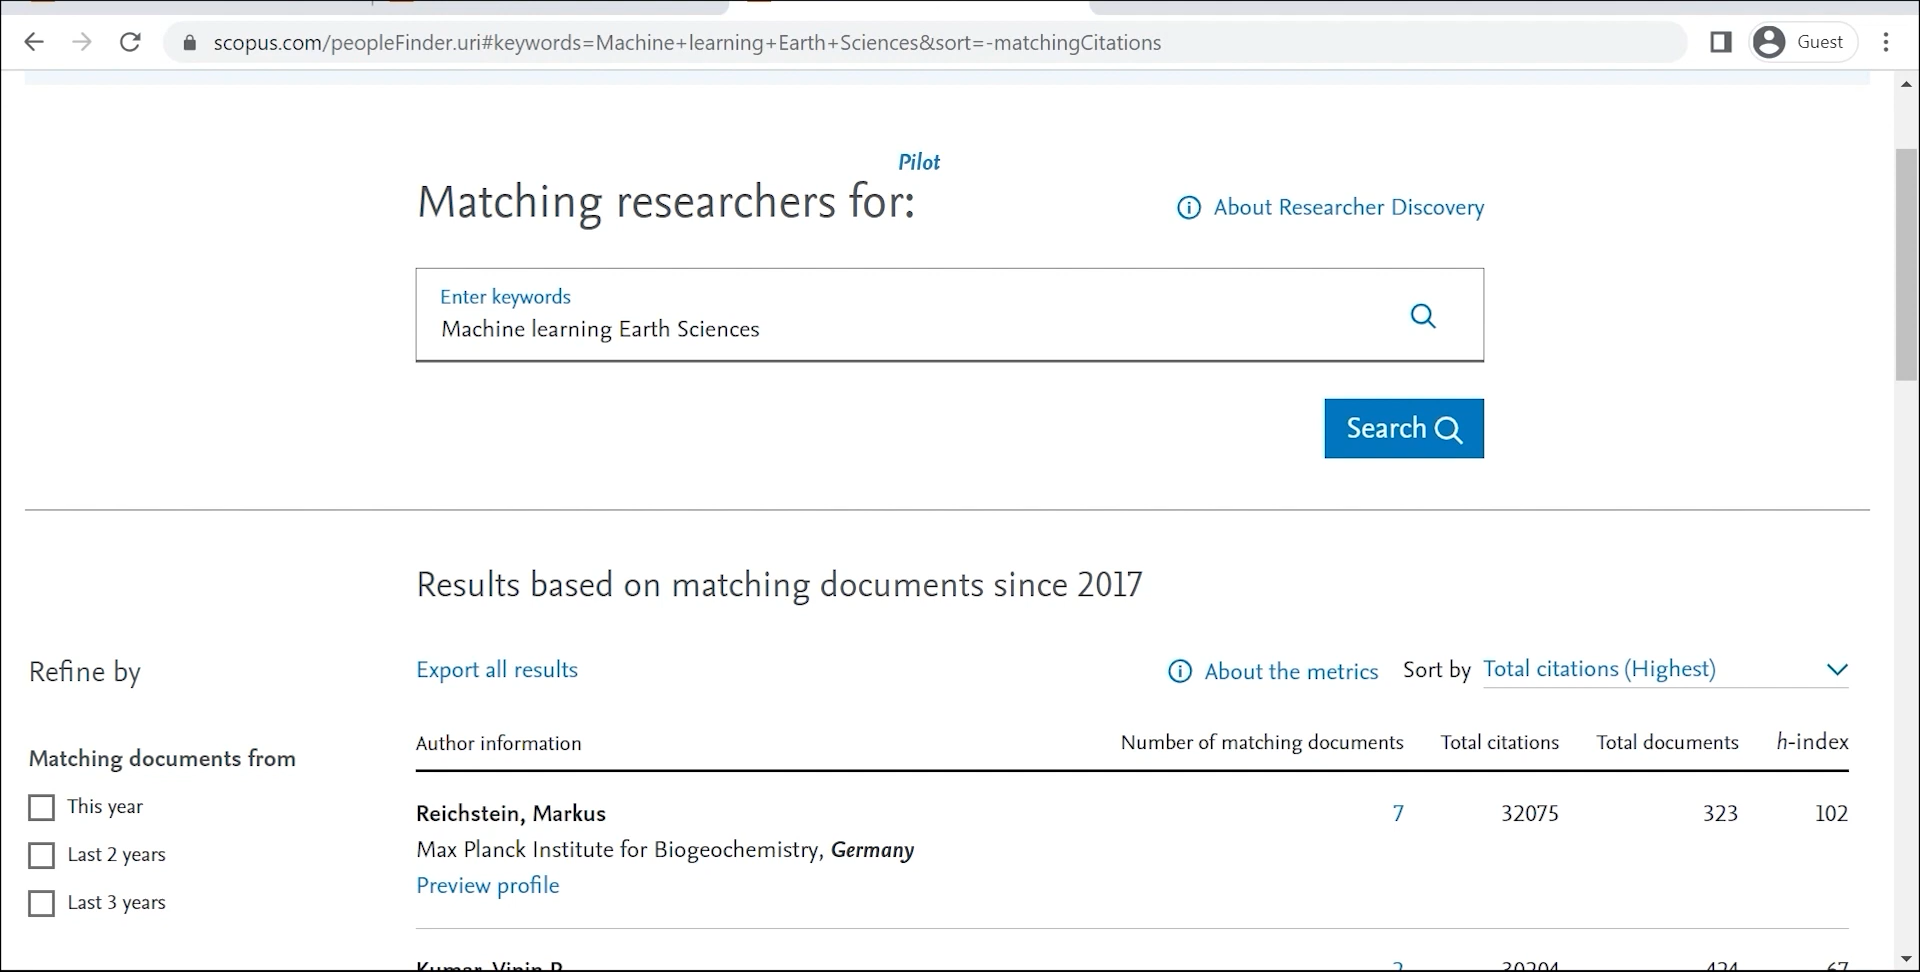 scopus.com/peopleFinder.uri#keywords=Machine+learning+Earth+Sciences&sort=-matchingCitations
Guest
Pilot
Matching researchers for:
About Researcher Discovery
Enter keywords
Machine learning Earth Sciences
Search
Results based on matching documents since 2017
Refine by
Export all results
About the metrics
Sort by Total citations (Highest)
Matching documents from
Author information Number of matching documents Total citations Total documents h-index
This year
Last 2 years
Last 3 years
Reichstein, Markus 7 32075 323 102
Max Planck Institute for Biogeochemistry, Germany
Preview profile